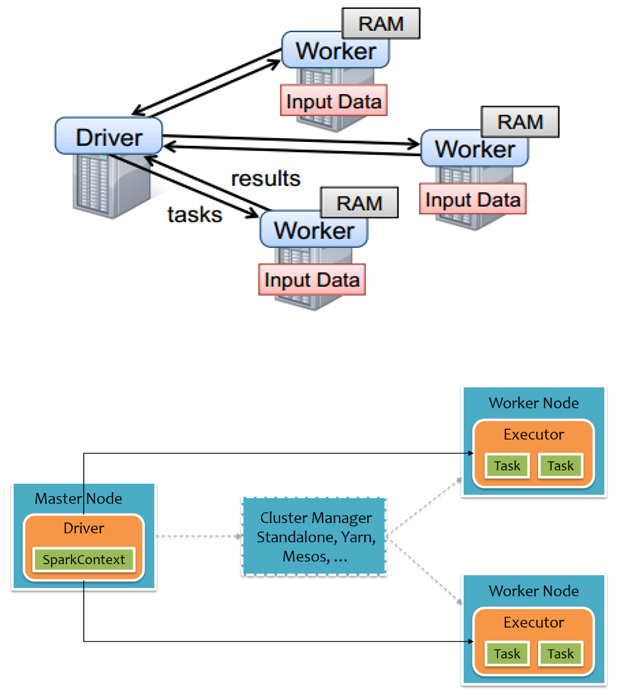 RAM
Worker
Input Data
Driver
RAM
Worker
Input Data
results
tasks
RAM
Worker
Input Data
Worker Node
Executor
Task Task
Master Node
Driver
SparkContext
Cluster Manager
Standalone, Yarn,
Mesos, ...
Worker Node
Executor
Task Task